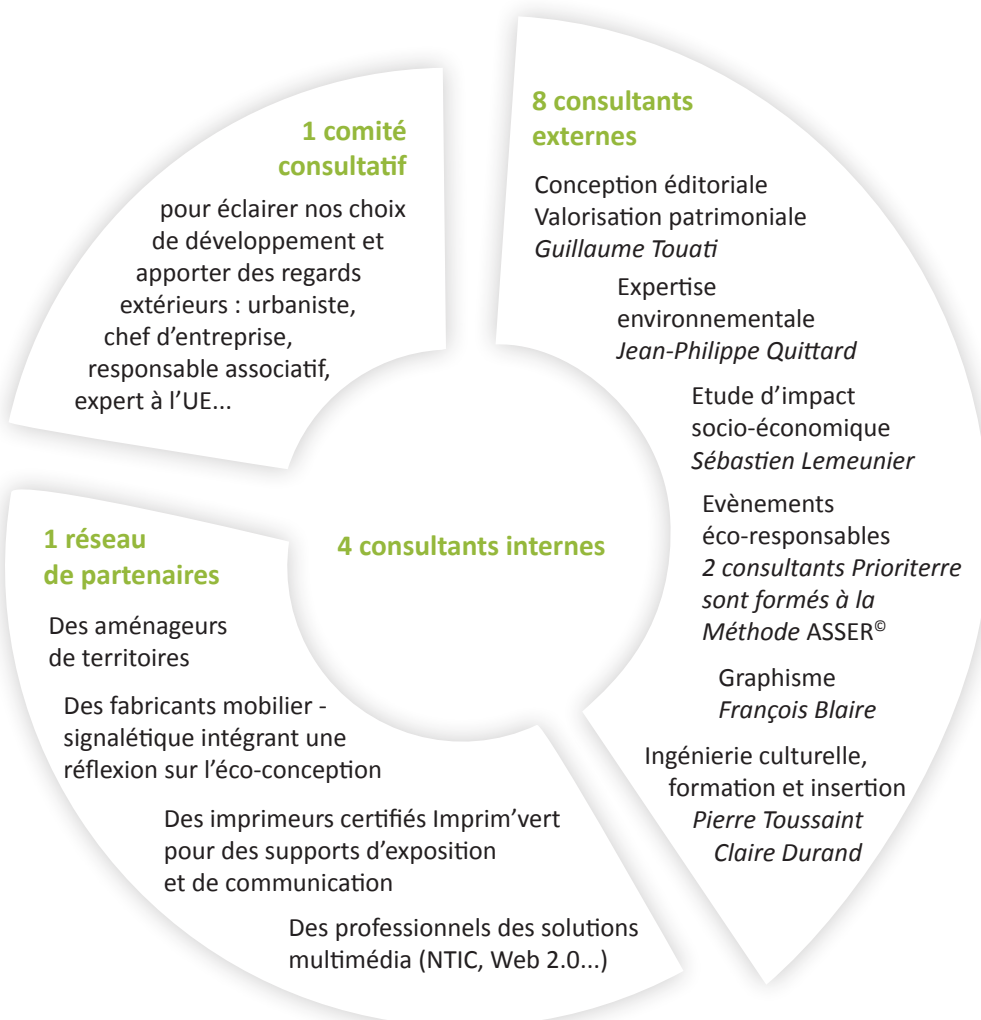 1 comité
consultatif
pour éclairer nos choix
de développement et
apporter des regards
extérieurs : urbaniste,
chef d’entreprise,
responsable associatif,
expert à l’UE...
8 consultants
externes
Conception éditoriale
Valorisation patrimoniale
Guillaume Touati
Expertise
environnementale
Jean-Philippe Quittard
Etude d’impact
socio-économique
Sébastien Lemeunier
Evènements
éco-responsables
2 consultants Prioriterre
sont formés à la
Méthode ASSER©
Graphisme
François Blaire
Ingénierie culturelle,
formation et insertion
Pierre Toussaint
Claire Durand
4 consultants internes
1 réseau
de partenaires
Des aménageurs
de territoires
Des fabricants mobilier -
signalétique intégrant une
réflexion sur l’éco-conception
Des imprimeurs certifiés Imprim’vert
pour des supports d’exposition
et de communication
Des professionnels des solutions
multimédia (NTIC, Web 2.0...)